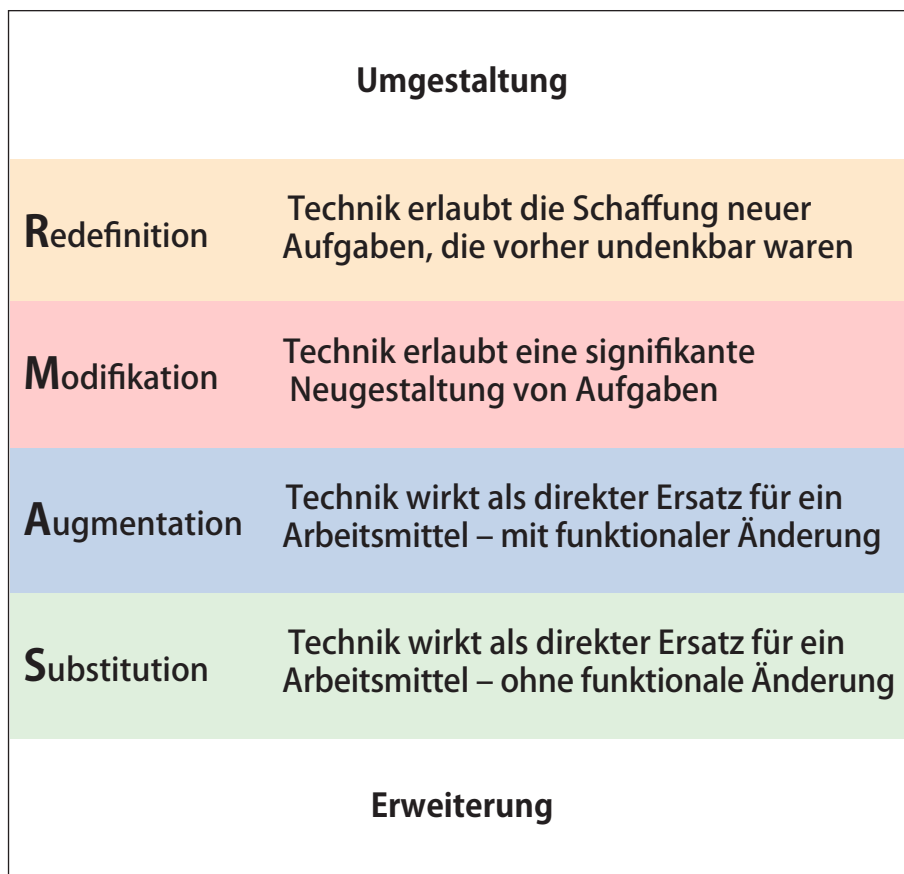 Umgestaltung
Redefinition
Technik erlaubt die Schaffung neuer
Aufgaben, die vorher undenkbar waren
Modifikation
Technik erlaubt eine signifikante
Neugestaltung von Aufgaben
Augmentation
Technik wirkt als direkter Ersatz für ein
Arbeitsmittel – mit funktionaler Änderung
Substitution
Technik wirkt als direkter Ersatz für ein
Arbeitsmittel – ohne funktionale Änderung
Erweiterung